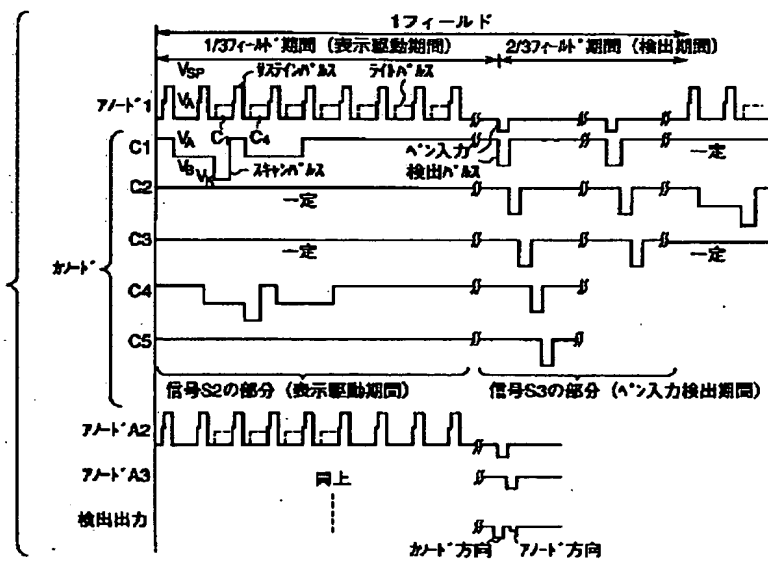 1フィールド
1/3フィールド期間（表示駆動期間） 2/3フィールド期間（検出期間）
VSP サステインパルス ライトパルス
アノード1 VA
C1 C4
C1 VA ペン入力 検出パルス 一定
VB VK スキャンパルス
C2
一定
C3
一定 一定
カソード
C4
C5
信号S2の部分（表示駆動期間） 信号S3の部分（ペン入力検出期間）
アノードA2
アノードA3
同上
検出出力
カソード方向 アノード方向